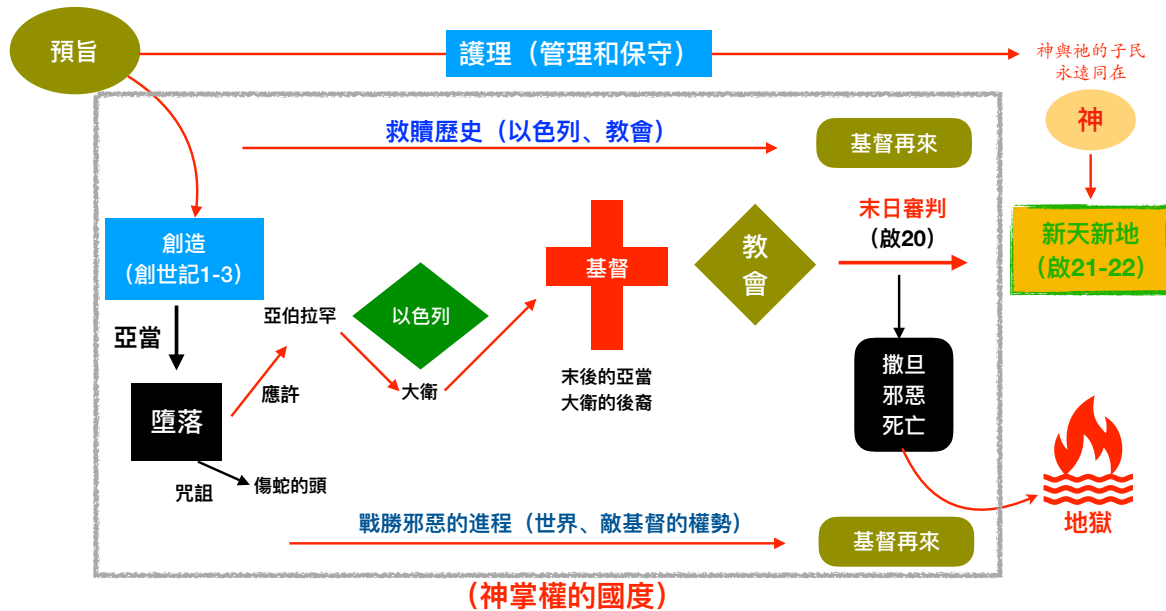 預旨
護理（管理和保守）
神與祂的子民
永遠同在
神
救贖歷史（以色列、教會）
基督再來
創造
（創世記1-3）
亞當
墮落
咒詛
傷蛇的頭
應許
亞伯拉罕
以色列
大衛
基督
末後的亞當
大衛的後裔
教
會
末日審判
（啟20）
新天新地
（啟21-22）
撒旦
邪惡
死亡
地獄
戰勝邪惡的進程（世界、敵基督的權勢）
基督再來
（神掌權的國度）